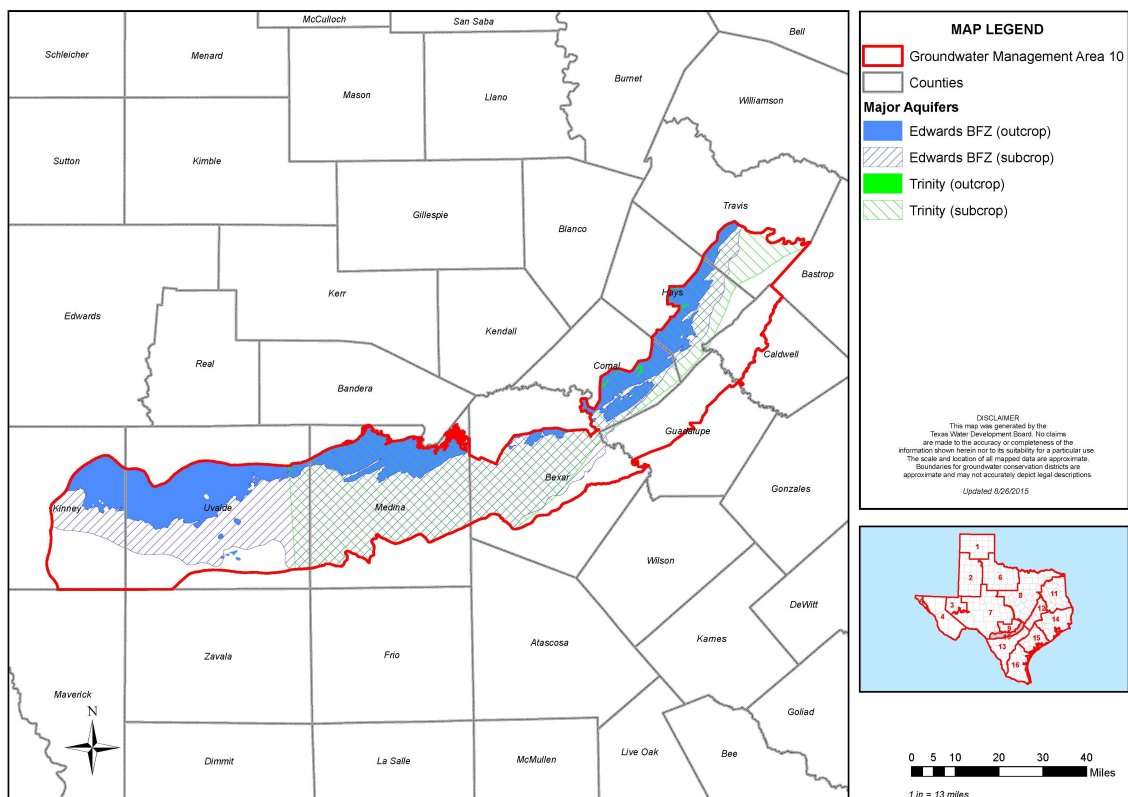 McCulloch
San Saba
Bell
Schleicher
Menard
Burnet
Mason
Llano
Williamson
Sutton
Kimble
Travis
Gillespie
Blanco
Bastrop
Hays
Kerr
Edwards
Kendall
Real
Comal
Caldwell
Bandera
Guadalupe
Bexar
Gonzales
Kinney
Uvalde
Medina
Wilson
DeWitt
Atascosa
Karnes
Zavala
Frio
Maverick
Goliad
N
Live Oak
Bee
Dimmit
La Salle
McMullen
MAP LEGEND
Groundwater Management Area 10
Counties
Major Aquifers
Edwards BFZ (outcrop)
Edwards BFZ (subcrop)
Trinity (outcrop)
Trinity (subcrop)
DISCLAIMER
This map was generated by the
Texas Water Development Board. No claims
are made to the accuracy or completeness of the
information shown herein nor to its suitability for a particular use.
The scale and location of all mapped data are approximate.
Boundaries for groundwater conservation districts are
approximate and may not accurately depict legal descriptions.
Updated 8/26/2015
1
2
6
8
11
3
7
12
4
9
14
10
15
13
16
0 5 10 20 30 40
Miles
1 in = 13 miles